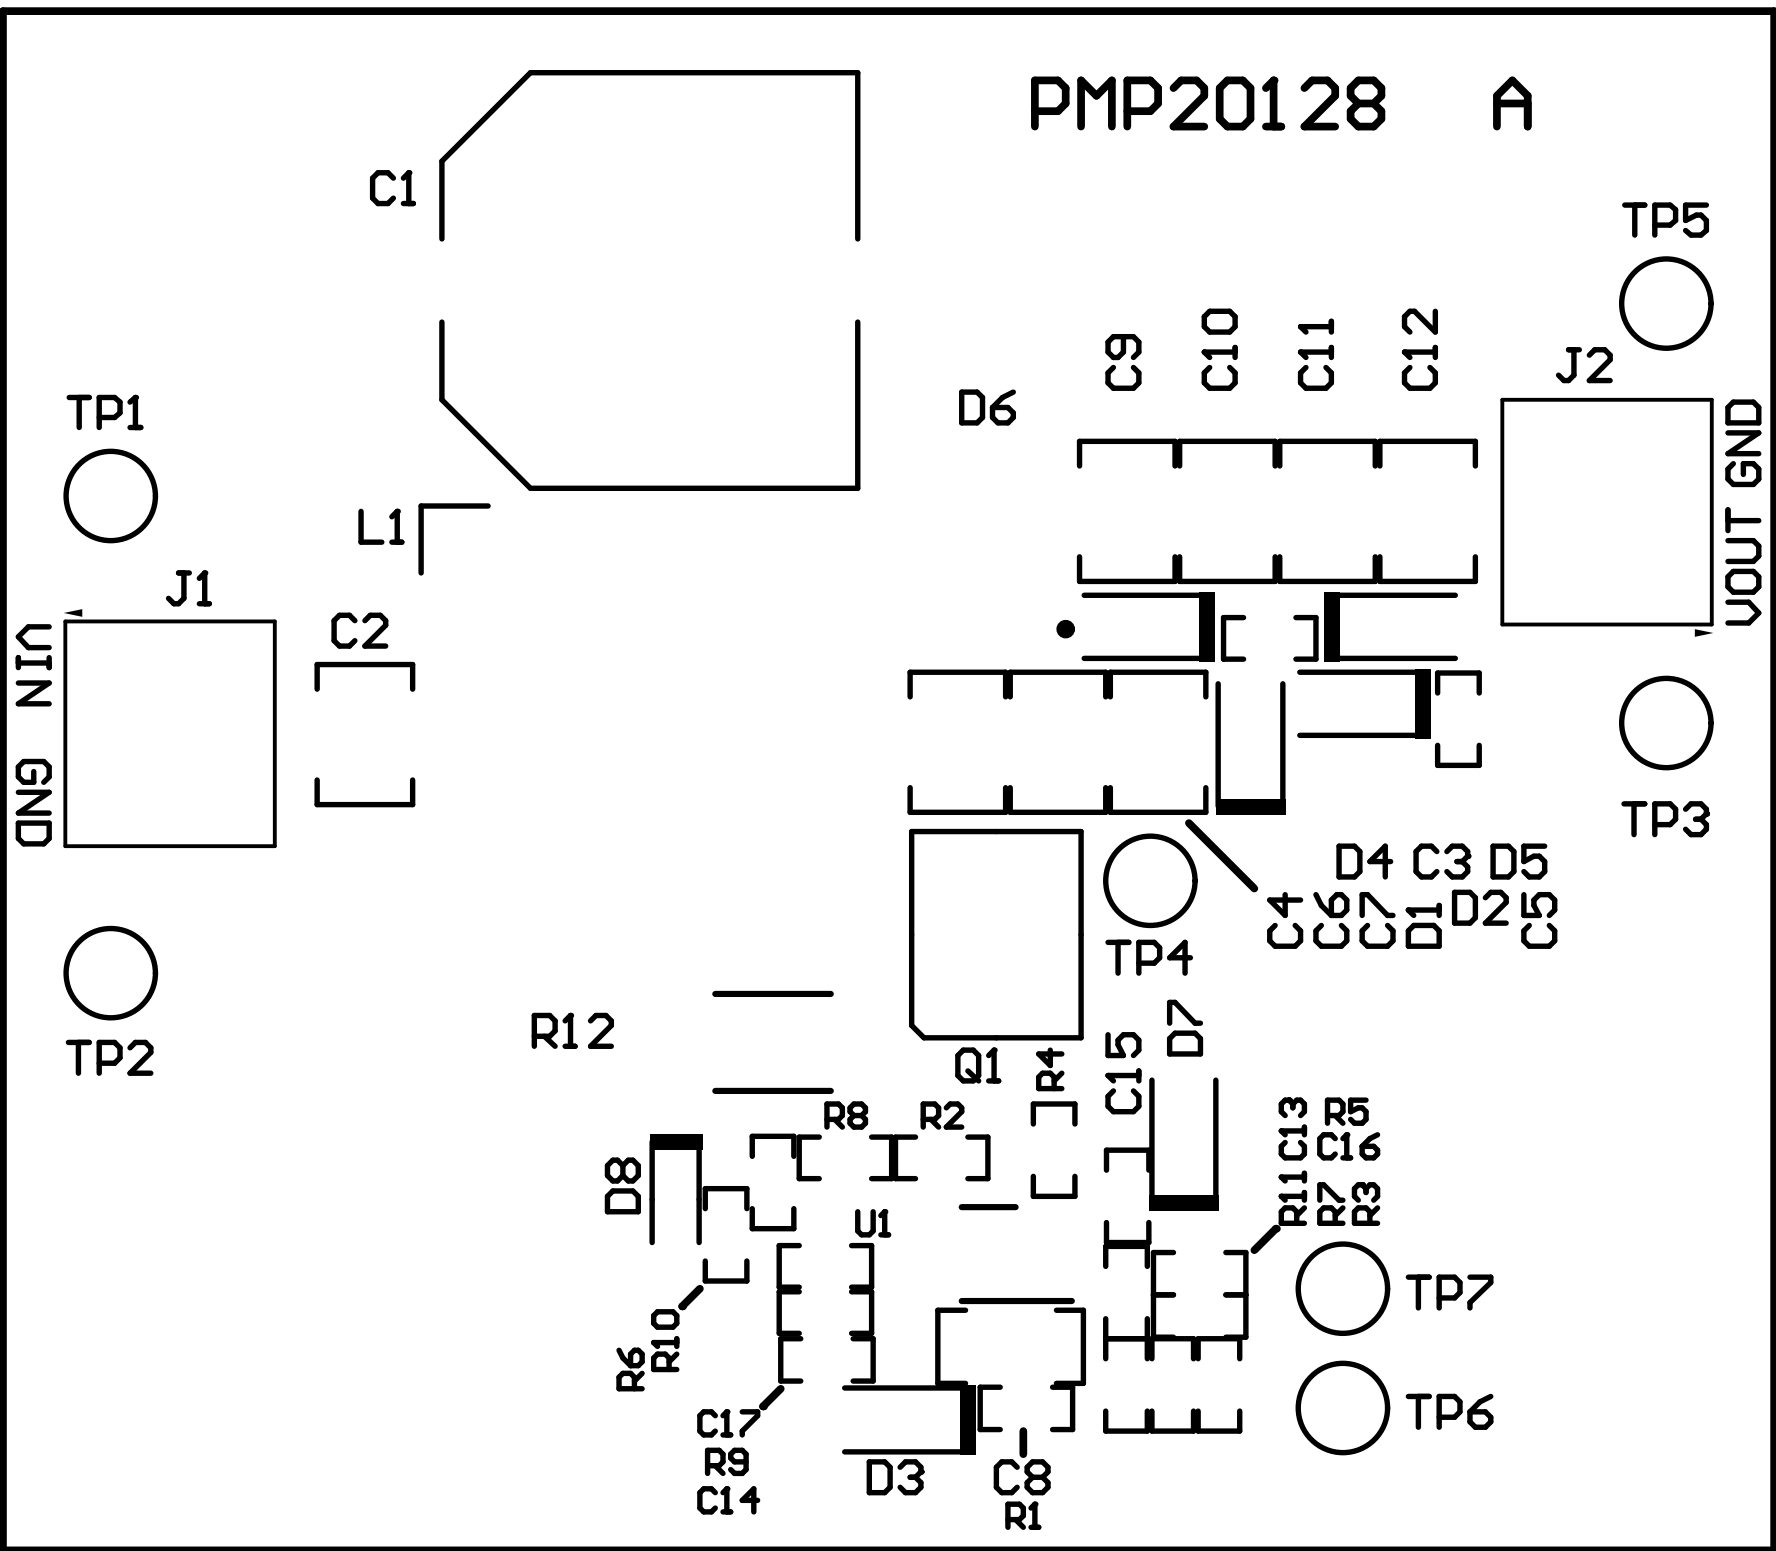 PMP20128 A
C1
TP5
C9
C10
C11
C12
J2
D6
TP1
GND
VOUT
L1
J1
C2
VIN
GND
TP3
D4 C3 D5
C4
C6
C7
D1
D2
C5
TP4
TP2
R12
Q1
R4
C15
D7
R8
R2
C13
R5
C16
D8
R11
R7
R3
U1
TP7
R6
R10
TP6
C17
R9
C14
D3
C8
R1